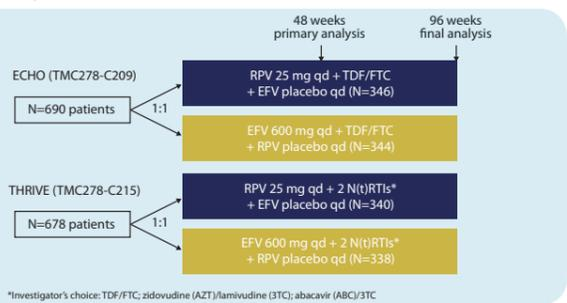 48 weeks
primary analysis
96 weeks
final analysis
ECHO (TMC278-C209)
N=690 patients
1:1
RPV 25 mg qd + TDF/FTC
+ EFV placebo qd (N=346)
EFV 600 mg qd + TDF/FTC
+ RPV placebo qd (N=344)
THRIVE (TMC278-C215)
N=678 patients
1:1
RPV 25 mg qd + 2 N(t)RTIs*
+ EFV placebo qd (N=340)
EFV 600 mg qd + 2 N(t)RTIs*
+ RPV placebo qd (N=338)
*Investigator's choice: TDF/FTC; zidovudine (AZT)/lamivudine (3TC); abacavir (ABC)/3TC